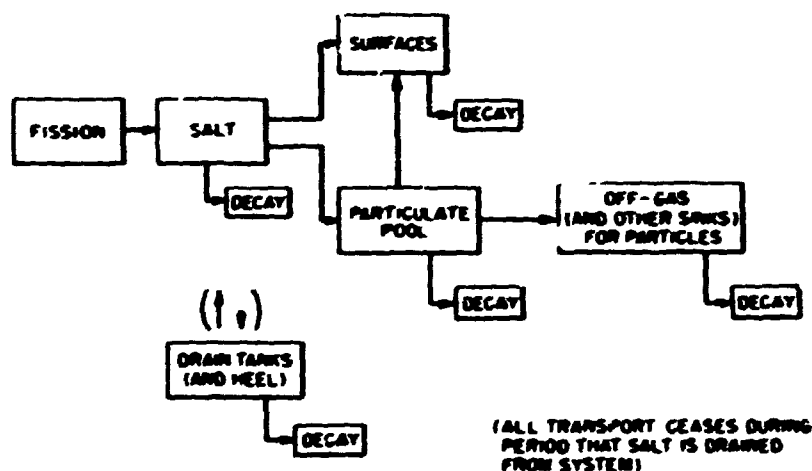 SURFACES
DECAY
FISSION
SALT
DECAY
PARTICULATE
POOL
OFF-GAS
(AND OTHER SINKS)
FOR PARTICLES
DECAY
DECAY
DRAIN TANKS
(AND HEEL)
DECAY
(ALL TRANSPORT CEASES DURING
PERIOD THAT SALT IS DRAINED
FROM SYSTEM)